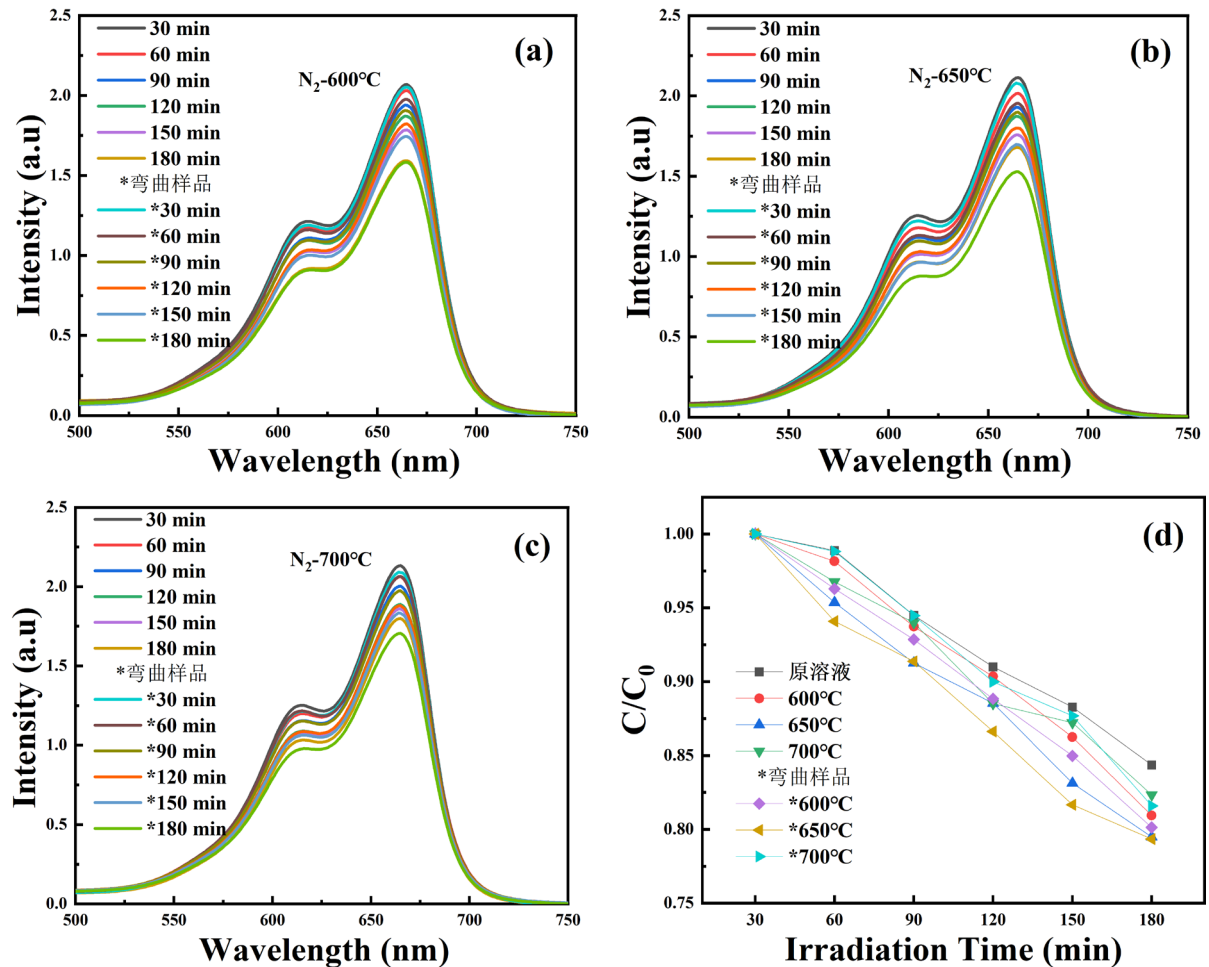 (a)
N₂-600℃
2.5
2.0
1.5
1.0
0.5
0.0
30 min
60 min
90 min
120 min
150 min
180 min
*弯曲样品
*30 min
*60 min
*90 min
*120 min
*150 min
*180 min
500 550 600 650 700 750
Intensity (a.u)
Wavelength (nm)
(b)
N₂-650℃
2.5
2.0
1.5
1.0
0.5
0.0
30 min
60 min
90 min
120 min
150 min
180 min
*弯曲样品
*30 min
*60 min
*90 min
*120 min
*150 min
*180 min
500 550 600 650 700 750
Intensity (a.u)
Wavelength (nm)
(c)
N₂-700℃
2.5
2.0
1.5
1.0
0.5
0.0
30 min
60 min
90 min
120 min
150 min
180 min
*弯曲样品
*30 min
*60 min
*90 min
*120 min
*150 min
*180 min
500 550 600 650 700 750
Intensity (a.u)
Wavelength (nm)
(d)
1.00
0.95
0.90
0.85
0.80
0.75
原溶液
600℃
650℃
700℃
*弯曲样品
*600℃
*650℃
*700℃
30 60 90 120 150 180
C/C₀
Irradiation Time (min)